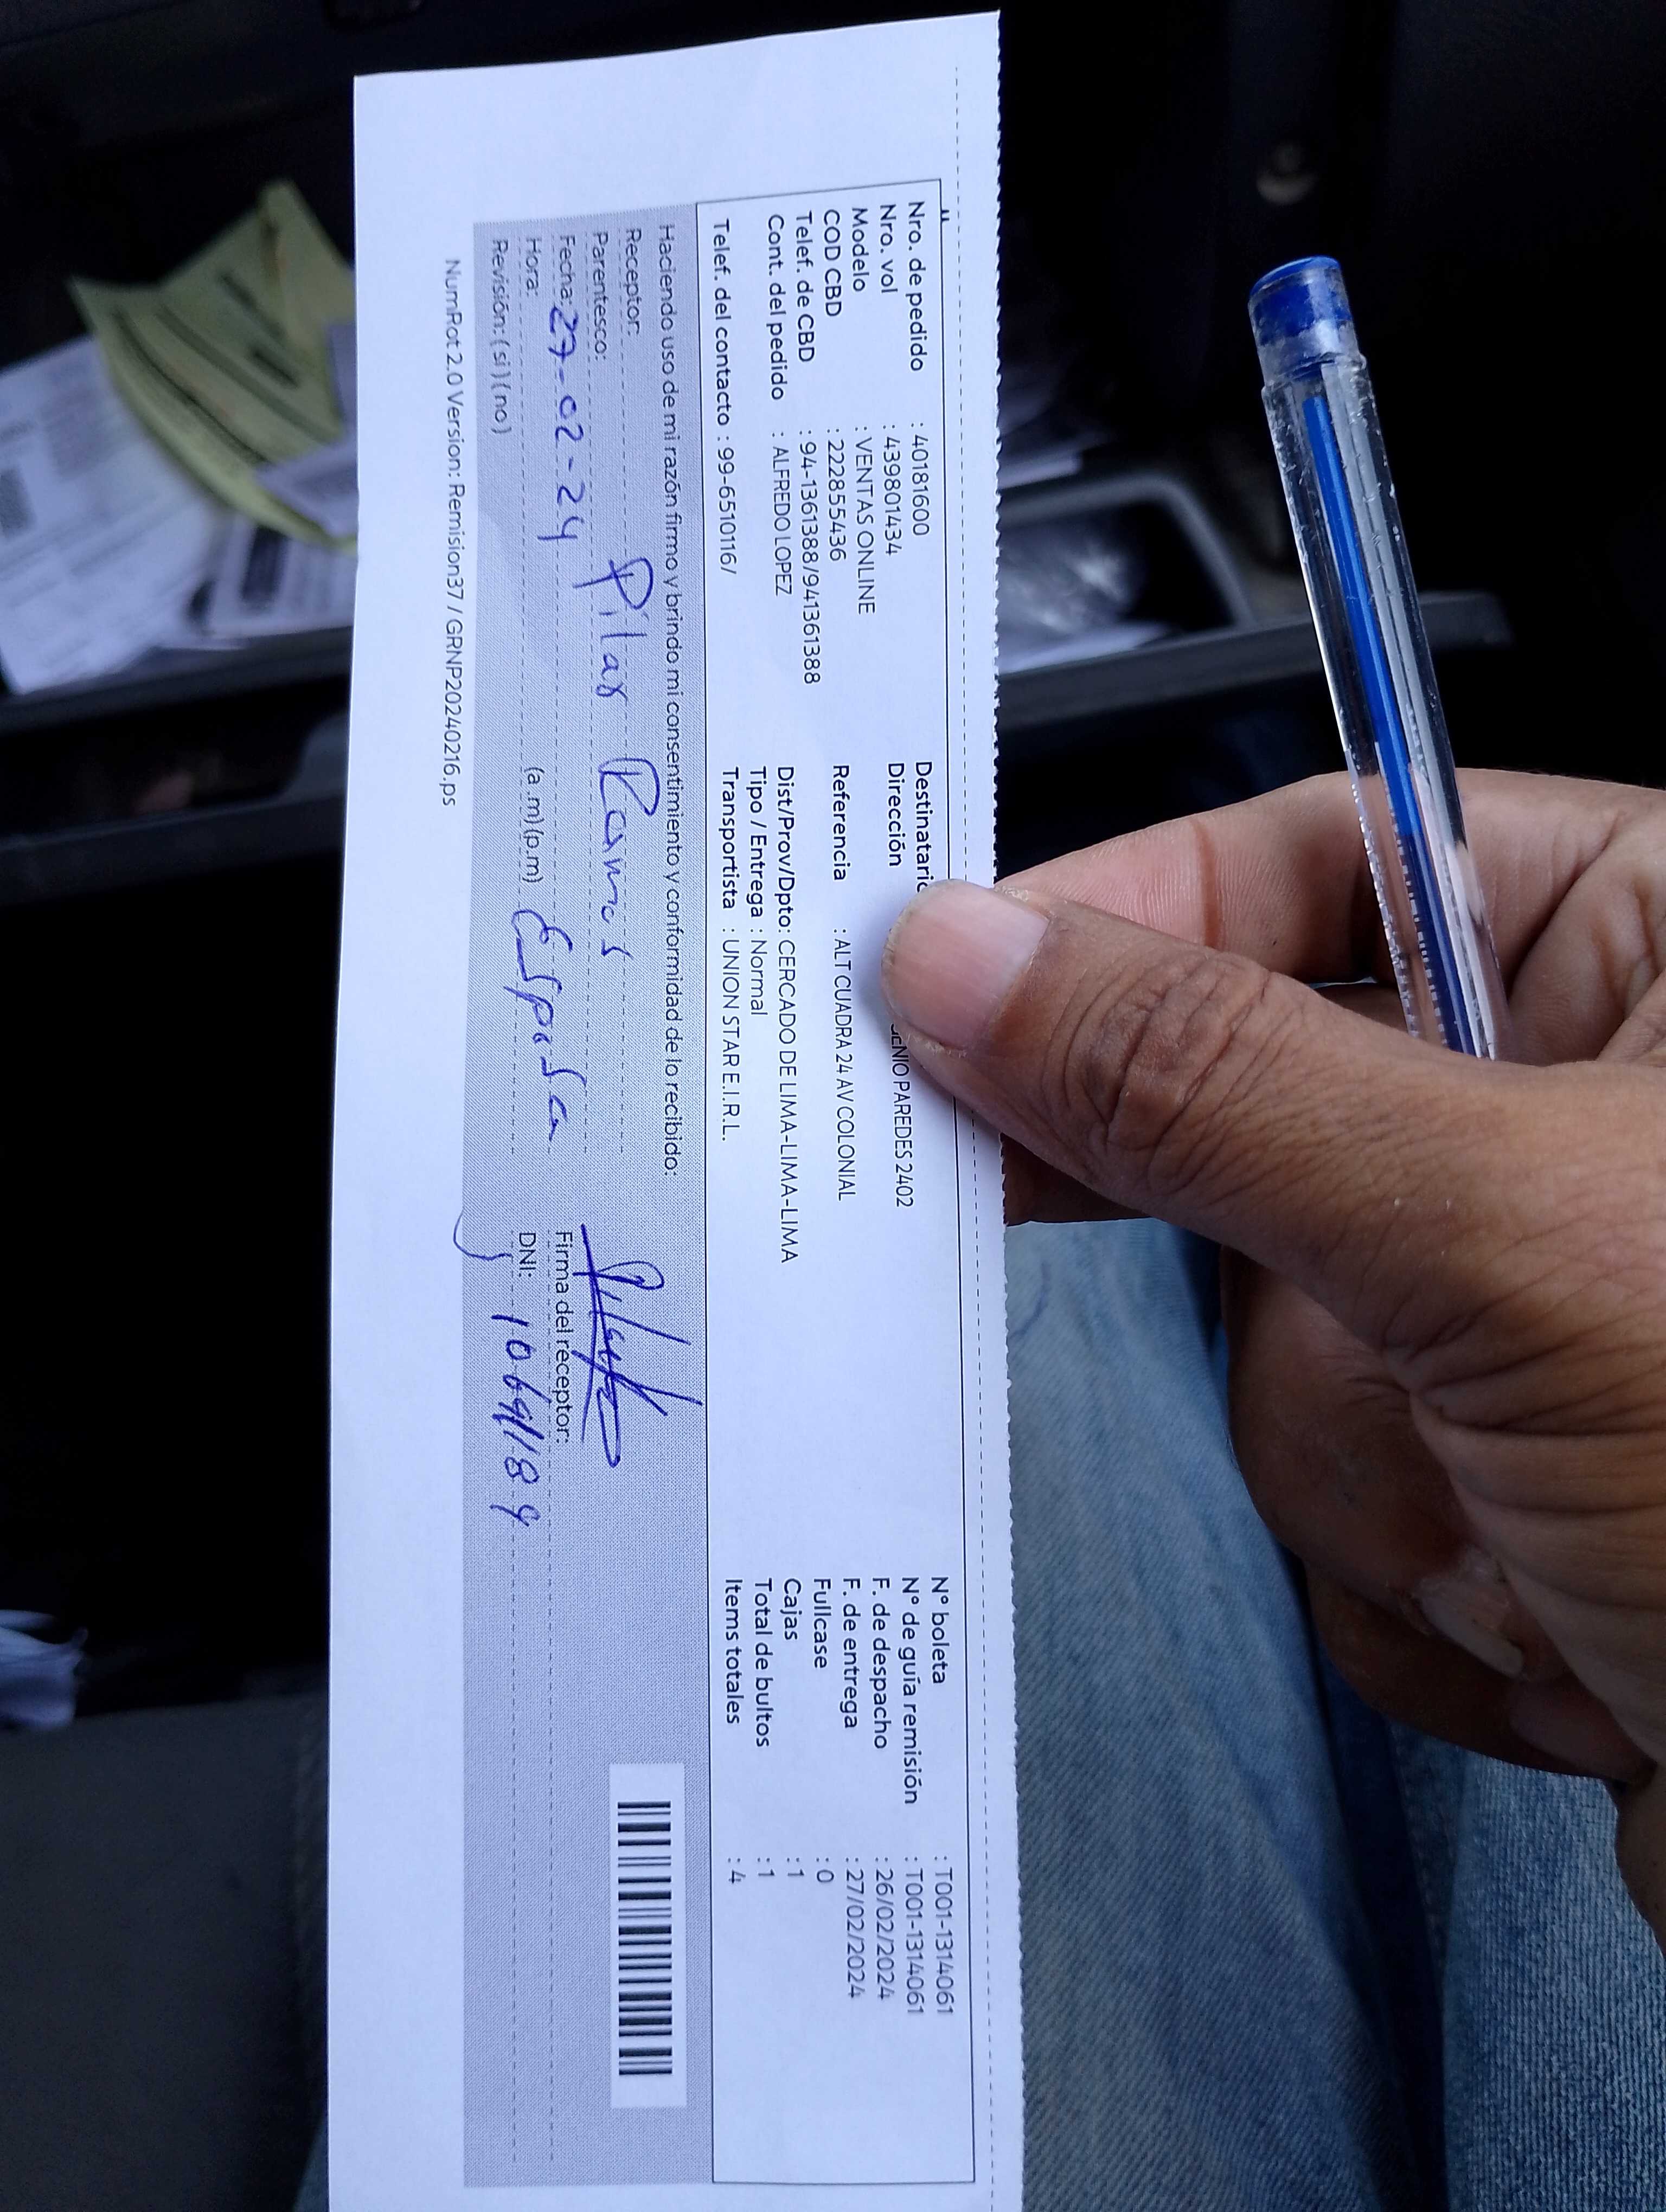 Nro. de pedido : 40181600
Nro. vol : 439801434
Modelo : VENTAS ONLINE
COD CBD : 222855436
Telef. de CBD : 94-1361388/941361388
Cont. del pedido : ALFREDO LOPEZ
Telef. del contacto : 99-6510116/
Destinatario
Dirección PAREDES 2402
Referencia : ALT CUADRA 24 AV COLONIAL
Dist/Prov/Dpto: CERCADO DE LIMA-LIMA-LIMA
Tipo / Entrega : Normal
Transportista : UNION STAR E.I.R.L.
N° boleta : T001-1314061
N° de guía remisión : T001-1314061
F. de despacho : 26/02/2024
F. de entrega : 27/02/2024
Fullcase : 0
Cajas : 1
Total de bultos : 1
Items totales : 4
Haciendo uso de mi razón firmo y brindo mi consentimiento y conformidad de lo recibido:
Receptor: Pilar Ramos
Parentesco: Esposa
Fecha: 27-02-24
Hora: (a.m)(p.m)
Revisión: (si) (no)
Firma del receptor:
DNI: 10691189
NumRot 2.0 Version: Remision37 / GRNP20240216.ps